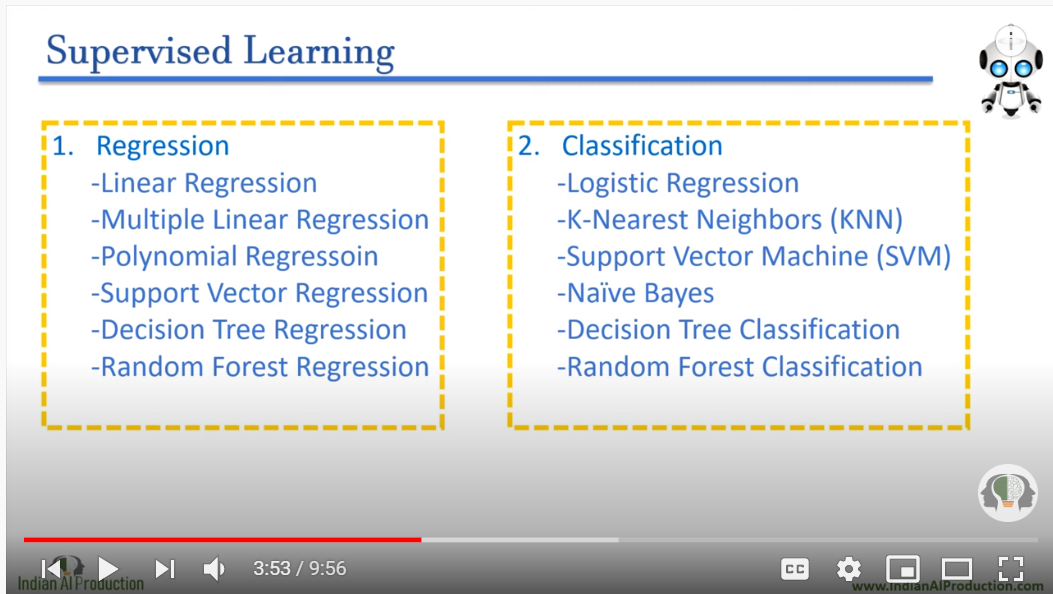 Supervised Learning
1. Regression
-Linear Regression
-Multiple Linear Regression
-Polynomial Regressoin
-Support Vector Regression
-Decision Tree Regression
-Random Forest Regression
2. Classification
-Logistic Regression
-K-Nearest Neighbors (KNN)
-Support Vector Machine (SVM)
-Naïve Bayes
-Decision Tree Classification
-Random Forest Classification
3:53 / 9:56
CC
Indian AI Production
www.IndianAIProduction.com